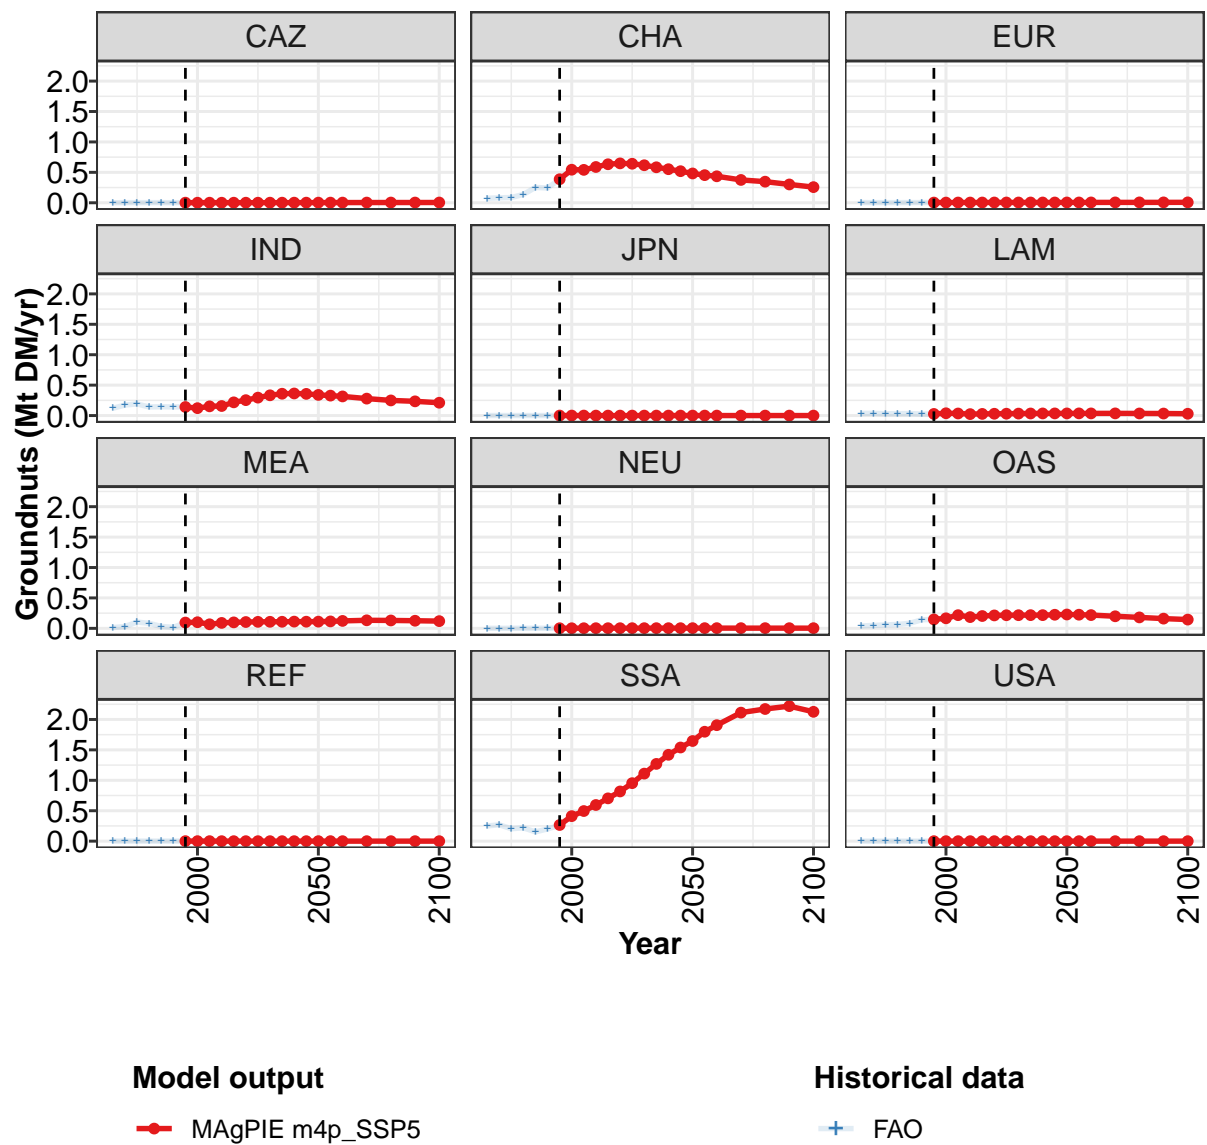 CAZ CHA EUR
2.0
1.5
1.0
0.5
0.0
IND JPN LAM
2.0
1.5
1.0
0.5
0.0
Groundnuts (Mt DM/yr)
MEA NEU OAS
2.0
1.5
1.0
0.5
0.0
REF SSA USA
2.0
1.5
1.0
0.5
0.0
2000 2050 2100 2000 2050 2100 2000 2050 2100
Year
Model output Historical data
MAgPIE m4p_SSP5 FAO